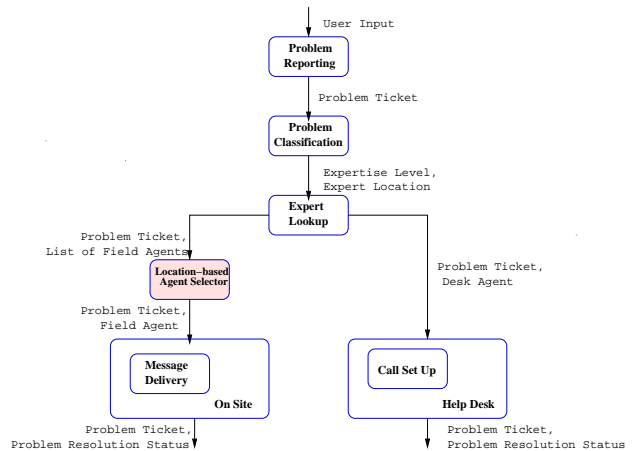 User Input
Problem
Reporting
Problem Ticket
Problem
Classification
Expertise Level,
Expert Location
Expert
Lookup
Problem Ticket,
List of Field Agents
Location-based
Agent Selector
Problem Ticket,
Field Agent
Problem Ticket,
Desk Agent
Message
Delivery
On Site
Call Set Up
Help Desk
Problem Ticket,
Problem Resolution Status
Problem Ticket,
Problem Resolution Status